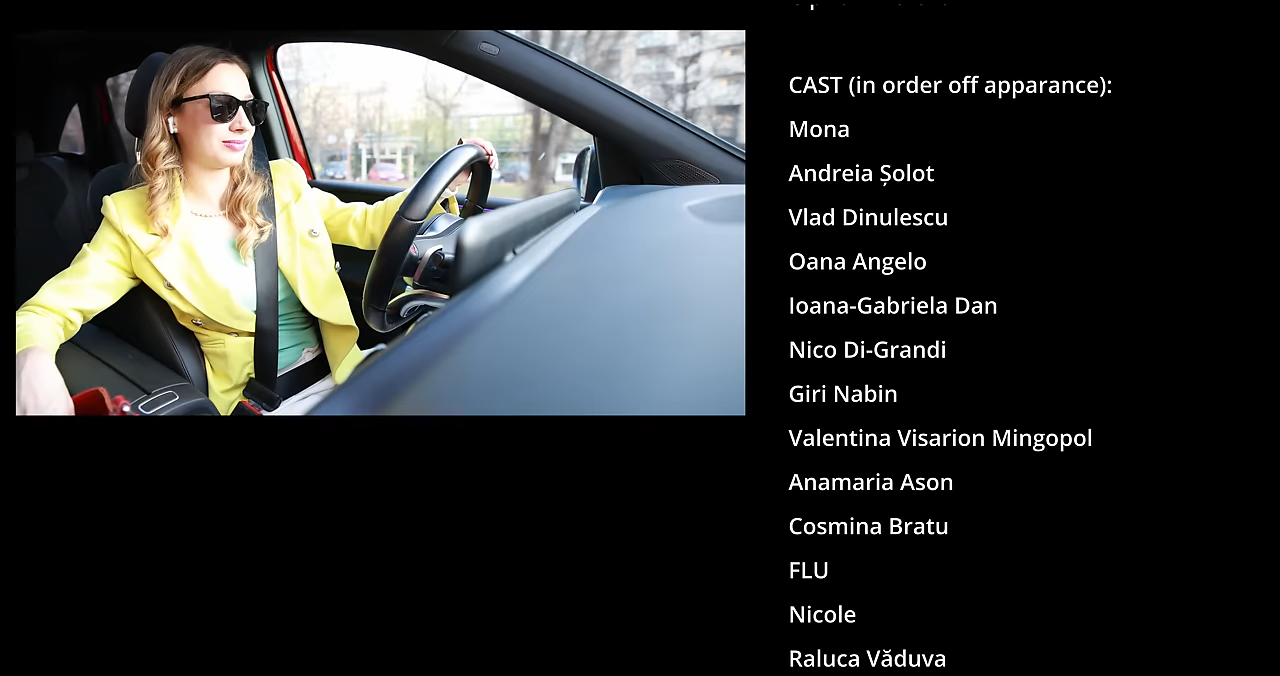 CAST (in order off apparance):
Mona
Andreia Șolot
Vlad Dinulescu
Oana Angelo
Ioana-Gabriela Dan
Nico Di-Grandi
Giri Nabin
Valentina Visarion Mingopol
Anamaria Ason
Cosmina Bratu
FLU
Nicole
Raluca Văduva